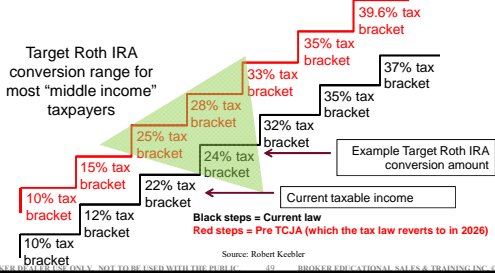 39.6% tax
bracket
Target Roth IRA
conversion range for
most “middle income”
taxpayers
35% tax
bracket
37% tax
bracket
33% tax
bracket
35% tax
bracket
28% tax
bracket
32% tax
bracket
25% tax
bracket
Example Target Roth IRA
conversion amount
24% tax
bracket
15% tax
bracket
22% tax
bracket
Current taxable income
10% tax
bracket
12% tax
bracket
Black steps = Current law
Red steps = Pre TCJA (which the tax law reverts to in 2026)
10% tax
bracket
Source: Robert Keebler
KER DEALER USE ONLY. NOT TO BE USED WITH THE PUBLIC. 49 BROKER EDUCATIONAL SALES & TRAINING INC.